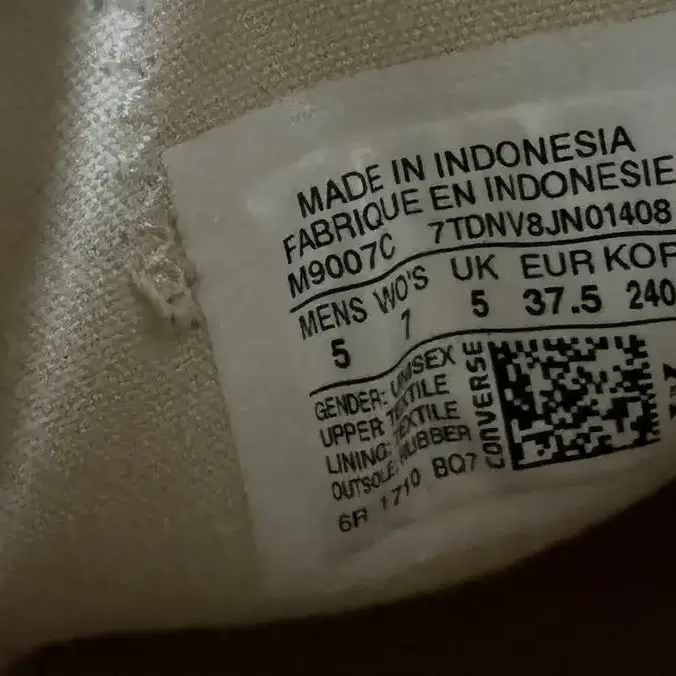 MADE IN INDONESIA
FABRIQUE EN INDONESIE
M9007C 7TDNV8JN01408
MENS WO'S UK EUR KOR
5 7 5 37.5 240
GENDER: UNISEX
UPPER: TEXTILE
LINING: TEXTILE
OUTSOLE: RUBBER
6R 1710 BQ7
CONVERSE